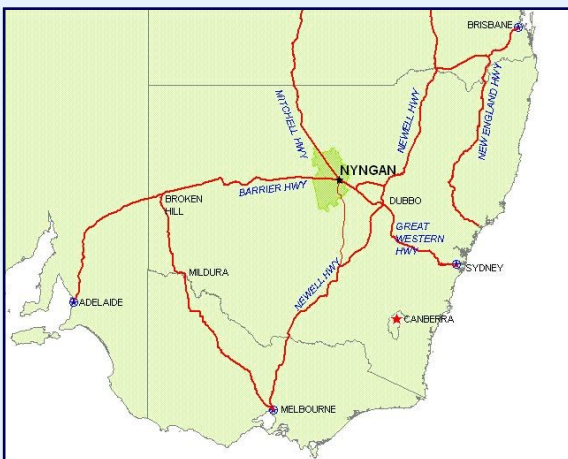 BRISBANE
MITCHELL HWY
NEWELL HWY
NEW ENGLAND HWY
NYNGAN
BARRIER HWY
BROKEN
HILL
DUBBO
GREAT
WESTERN
HWY
SYDNEY
MILDURA
NEWELL HWY
ADELAIDE
CANBERRA
MELBOURNE